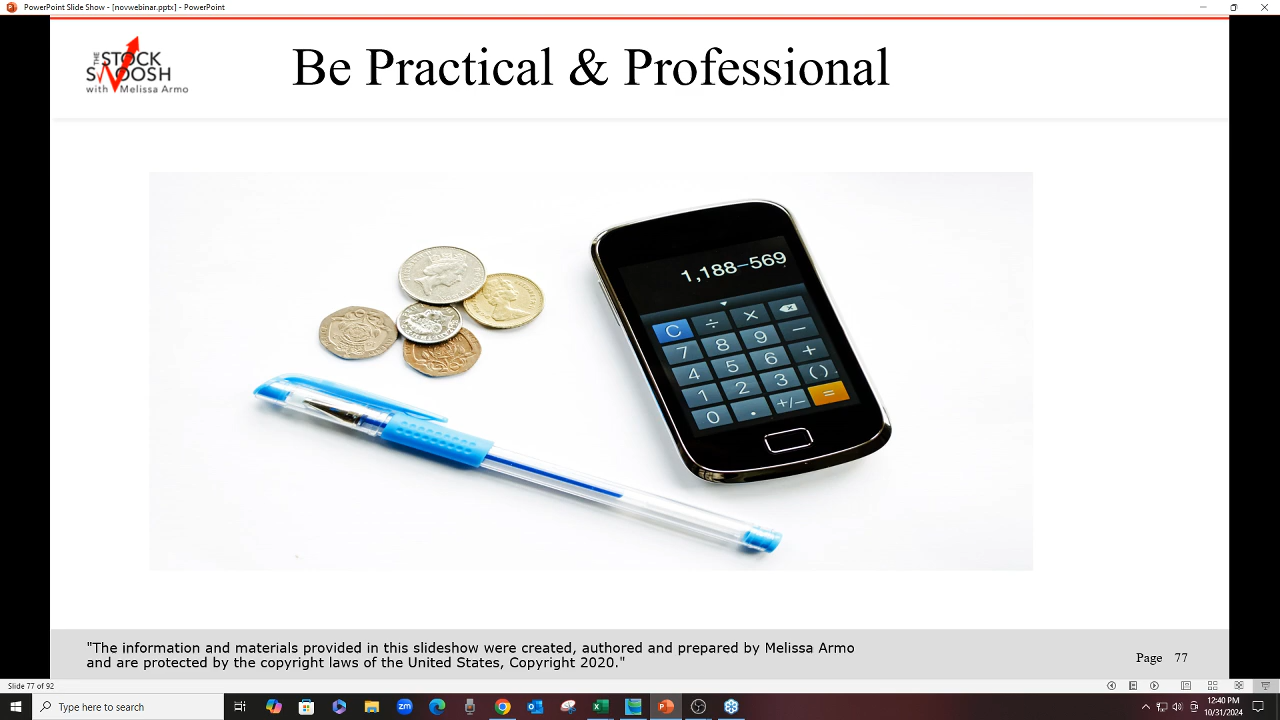 PowerPoint Slide Show - [novwebinar.pptx] - PowerPoint
THE
STOCK
SWOOSH
with Melissa Armo
Be Practical & Professional
1,188−569
C ÷ ×
7 8 9 −
4 5 6 +
1 2 3 ( )
0 . +/− =
"The information and materials provided in this slideshow were created, authored and prepared by Melissa Armo
and are protected by the copyright laws of the United States, Copyright 2020."
Page 77
Slide 77 of 92
Type here to search
zm
12:40 PM
10/31/2024